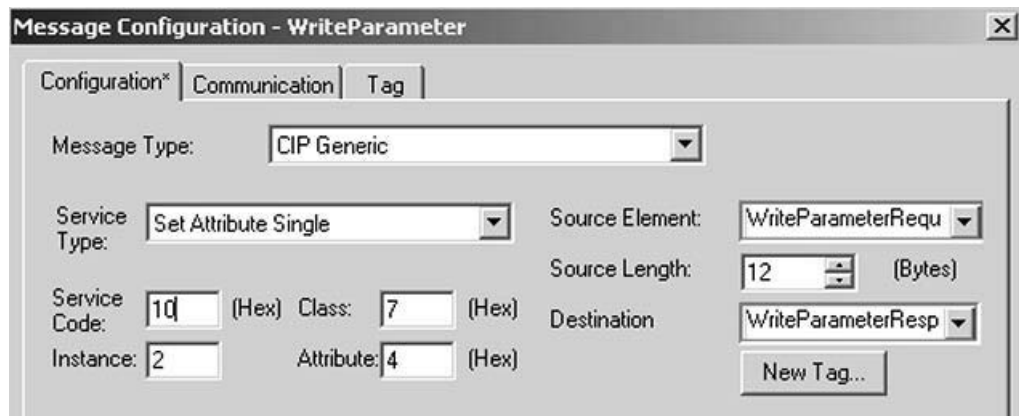 Message Configuration - WriteParameter
Configuration* Communication Tag
Message Type: CIP Generic
Service Type: Set Attribute Single
Source Element: WriteParameterRequ
Source Length: 12 (Bytes)
Service Code: 10 (Hex) Class: 7 (Hex)
Destination WriteParameterResp
Instance: 2 Attribute: 4 (Hex)
New Tag...